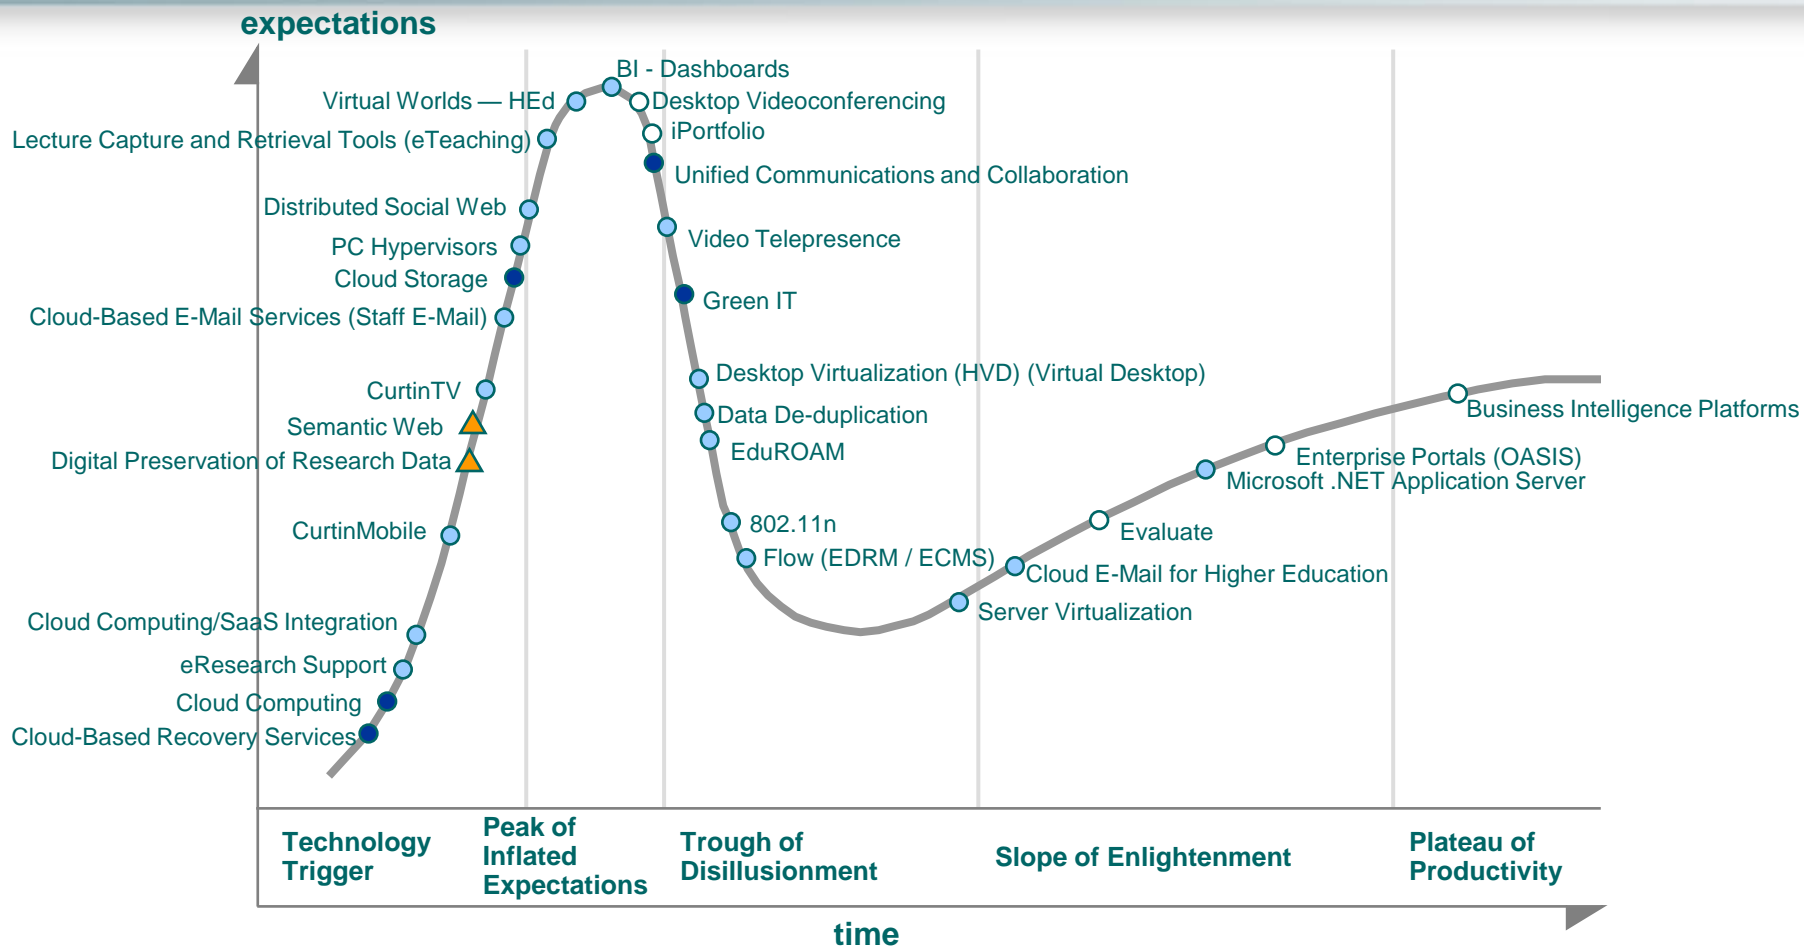 expectations
BI - Dashboards
Virtual Worlds — HEd
Desktop Videoconferencing
Lecture Capture and Retrieval Tools (eTeaching)
iPortfolio
Unified Communications and Collaboration
Distributed Social Web
Video Telepresence
PC Hypervisors
Cloud Storage
Green IT
Cloud-Based E-Mail Services (Staff E-Mail)
Desktop Virtualization (HVD) (Virtual Desktop)
CurtinTV
Business Intelligence Platforms
Data De-duplication
Semantic Web
EduROAM
Enterprise Portals (OASIS)
Digital Preservation of Research Data
Microsoft .NET Application Server
802.11n
CurtinMobile
Evaluate
Flow (EDRM / ECMS)
Cloud E-Mail for Higher Education
Server Virtualization
Cloud Computing/SaaS Integration
eResearch Support
Cloud Computing
Cloud-Based Recovery Services
Technology
Trigger
Peak of
Inflated
Expectations
Trough of
Disillusionment
Slope of Enlightenment
Plateau of
Productivity
time